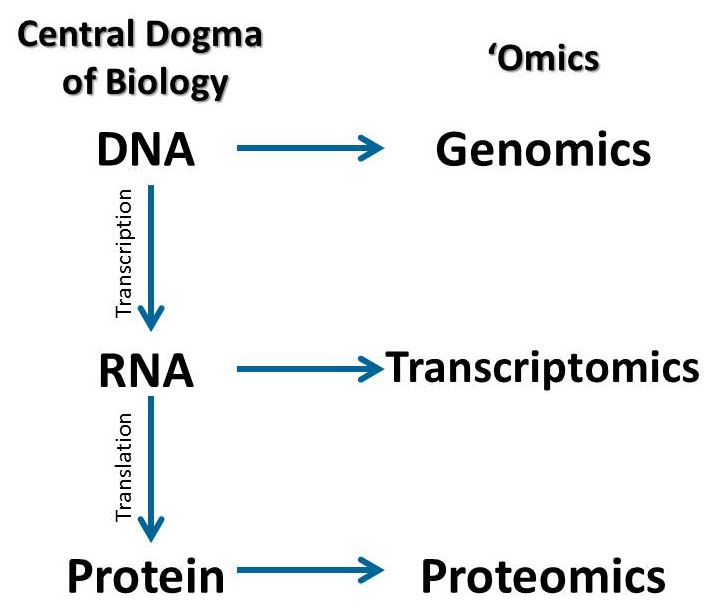 Central Dogma
of Biology
‘Omics
DNA
Genomics
Transcription
RNA
Transcriptomics
Translation
Protein
Proteomics